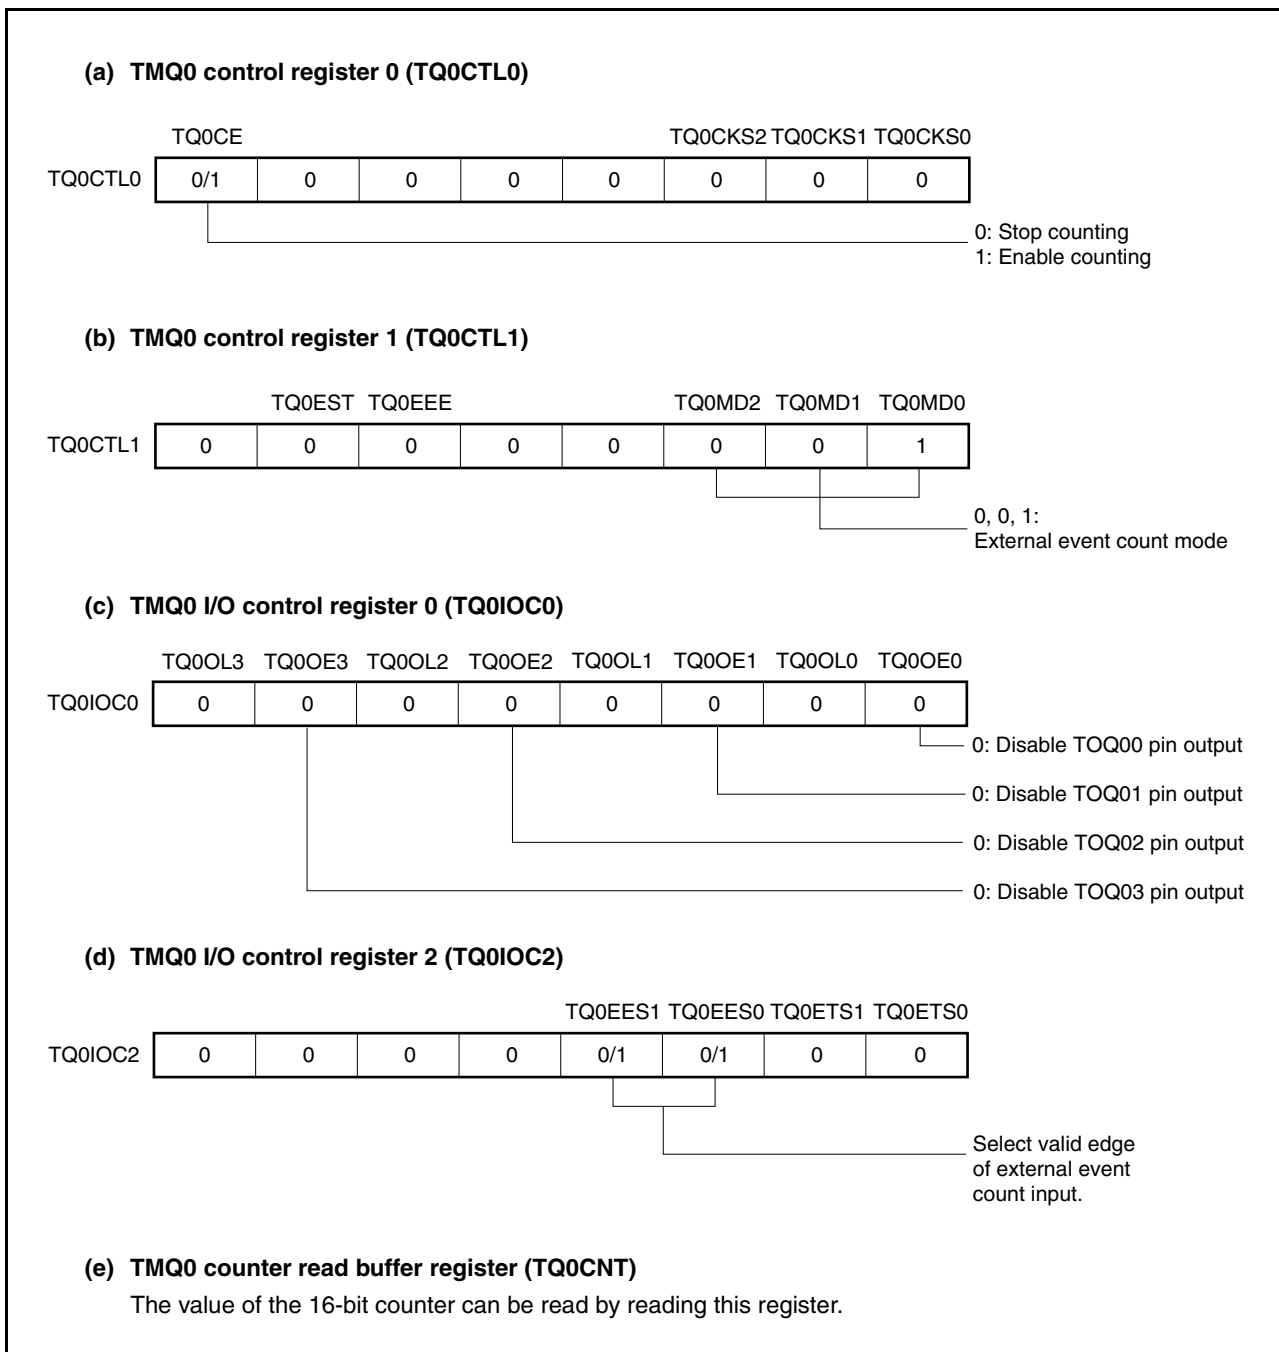 (a) TMQ0 control register 0 (TQ0CTL0)
TQ0CE TQ0CKS2 TQ0CKS1 TQ0CKS0
TQ0CTL0 0/1 0 0 0 0 0 0 0
0: Stop counting
1: Enable counting
(b) TMQ0 control register 1 (TQ0CTL1)
TQ0EST TQ0EEE TQ0MD2 TQ0MD1 TQ0MD0
TQ0CTL1 0 0 0 0 0 0 0 1
0, 0, 1:
External event count mode
(c) TMQ0 I/O control register 0 (TQ0IOC0)
TQ0OL3 TQ0OE3 TQ0OL2 TQ0OE2 TQ0OL1 TQ0OE1 TQ0OL0 TQ0OE0
TQ0IOC0 0 0 0 0 0 0 0 0
0: Disable TOQ00 pin output
0: Disable TOQ01 pin output
0: Disable TOQ02 pin output
0: Disable TOQ03 pin output
(d) TMQ0 I/O control register 2 (TQ0IOC2)
TQ0EES1 TQ0EES0 TQ0ETS1 TQ0ETS0
TQ0IOC2 0 0 0 0 0/1 0/1 0 0
Select valid edge
of external event
count input.
(e) TMQ0 counter read buffer register (TQ0CNT)
The value of the 16-bit counter can be read by reading this register.